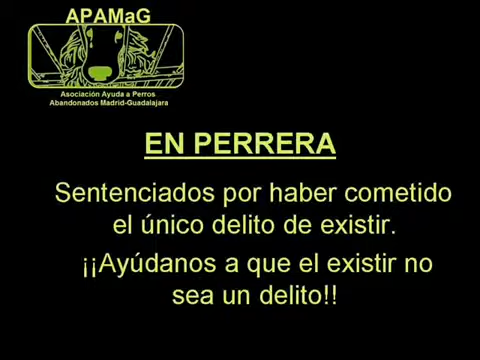 APAMaG
Asociación Ayuda a Perros
Abandonados Madrid-Guadalajara
EN PERRERA
Sentenciados por haber cometido
el único delito de existir.
¡¡Ayúdanos a que el existir no
sea un delito!!